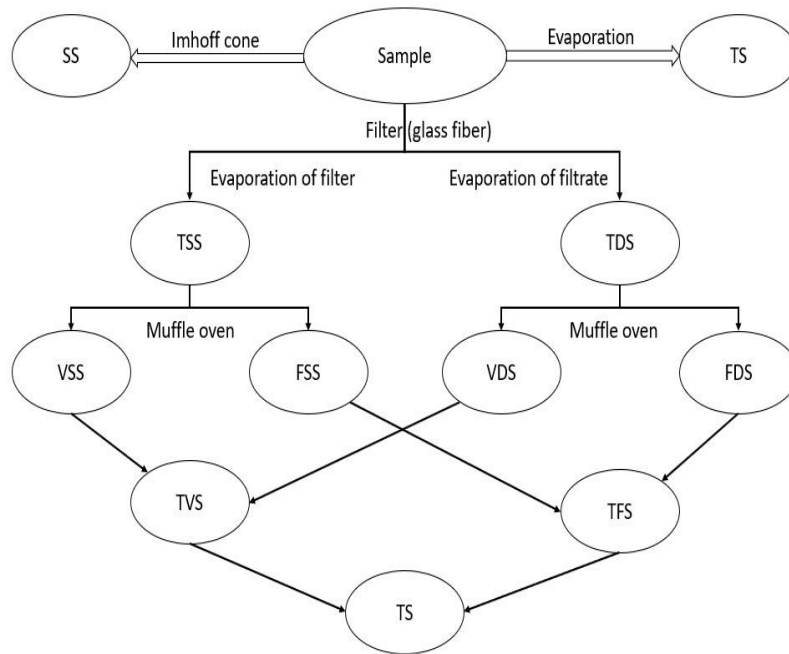 SS
Imhoff cone
Sample
Evaporation
TS
Filter (glass fiber)
Evaporation of filter
Evaporation of filtrate
TSS
TDS
Muffle oven
Muffle oven
VSS
FSS
VDS
FDS
TVS
TFS
TS